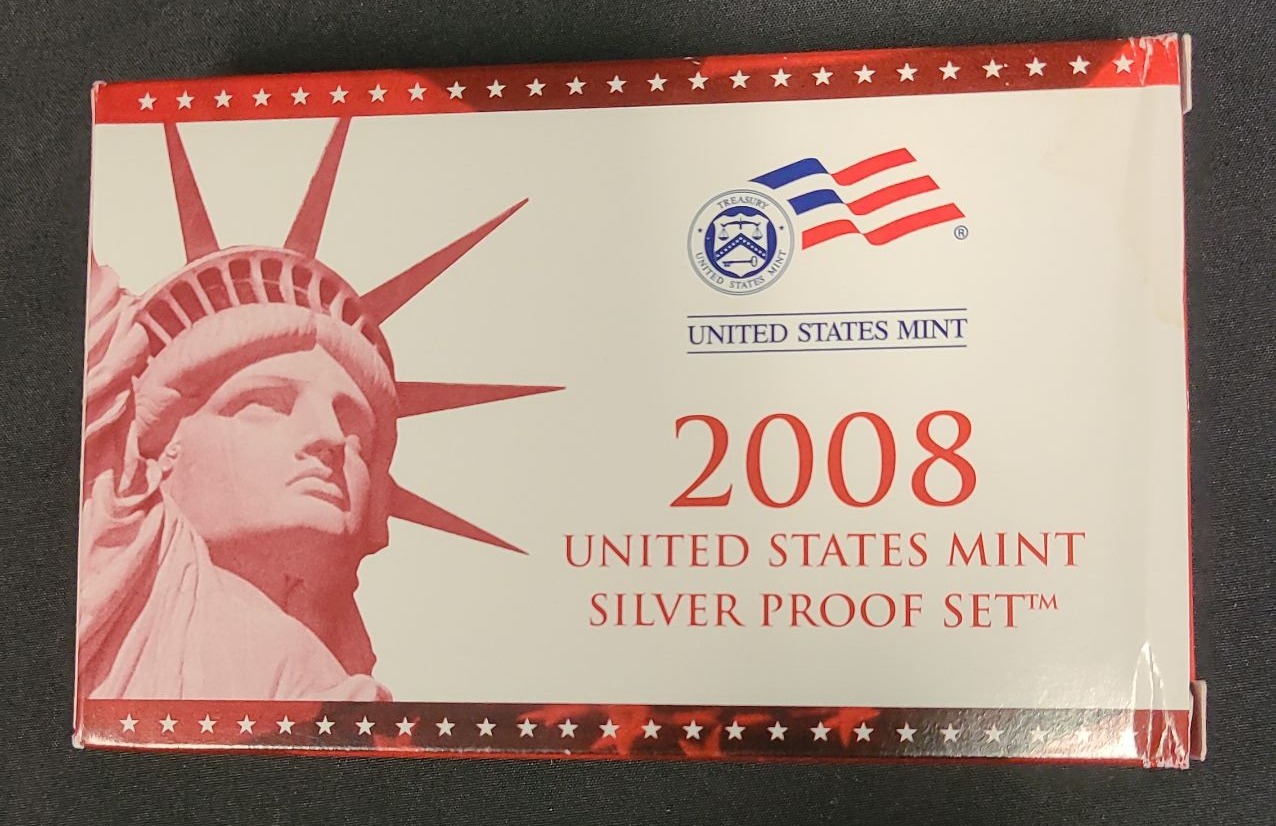 TREASURY
UNITED STATES MINT
®
UNITED STATES MINT
2008
UNITED STATES MINT
SILVER PROOF SET™